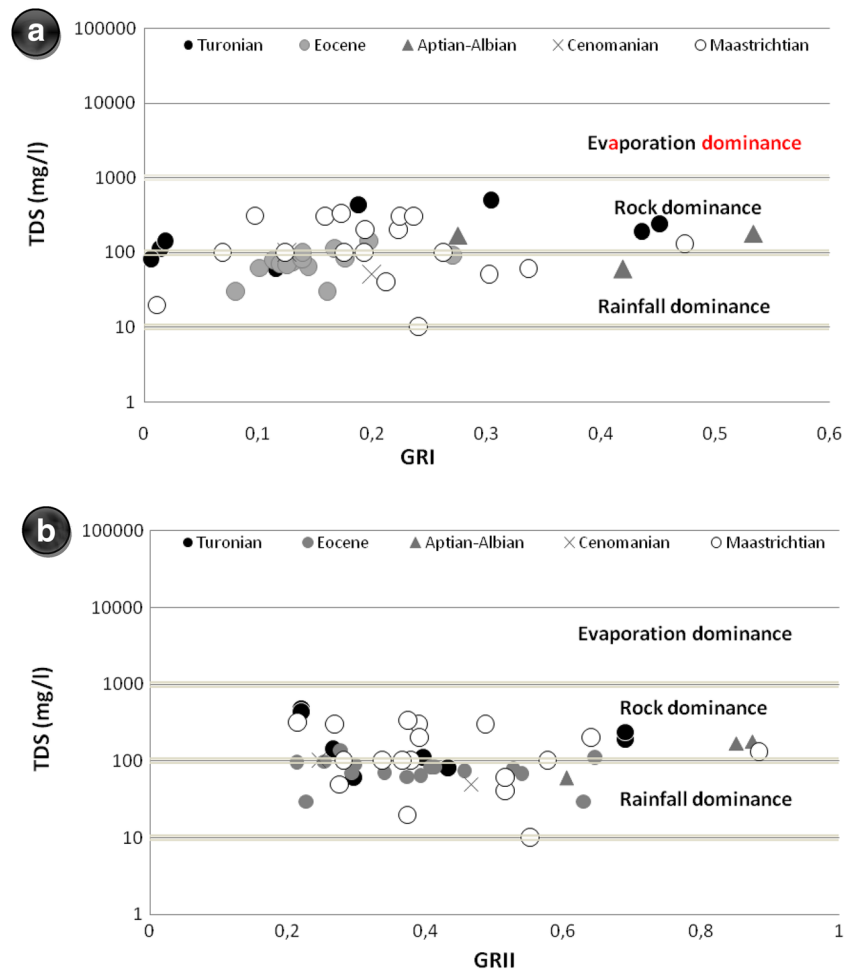 a
100000
Turonian Eocene Aptian-Albian Cenomanian Maastrichtian
10000
Evaporation dominance
1000
Rock dominance
100
Rainfall dominance
10
1
TDS (mg/l)
0 0,1 0,2 0,3 0,4 0,5 0,6
GRI
b
100000
Turonian Eocene Aptian-Albian Cenomanian Maastrichtian
10000
Evaporation dominance
1000
Rock dominance
100
Rainfall dominance
10
1
TDS (mg/l)
0 0,2 0,4 0,6 0,8 1
GRII